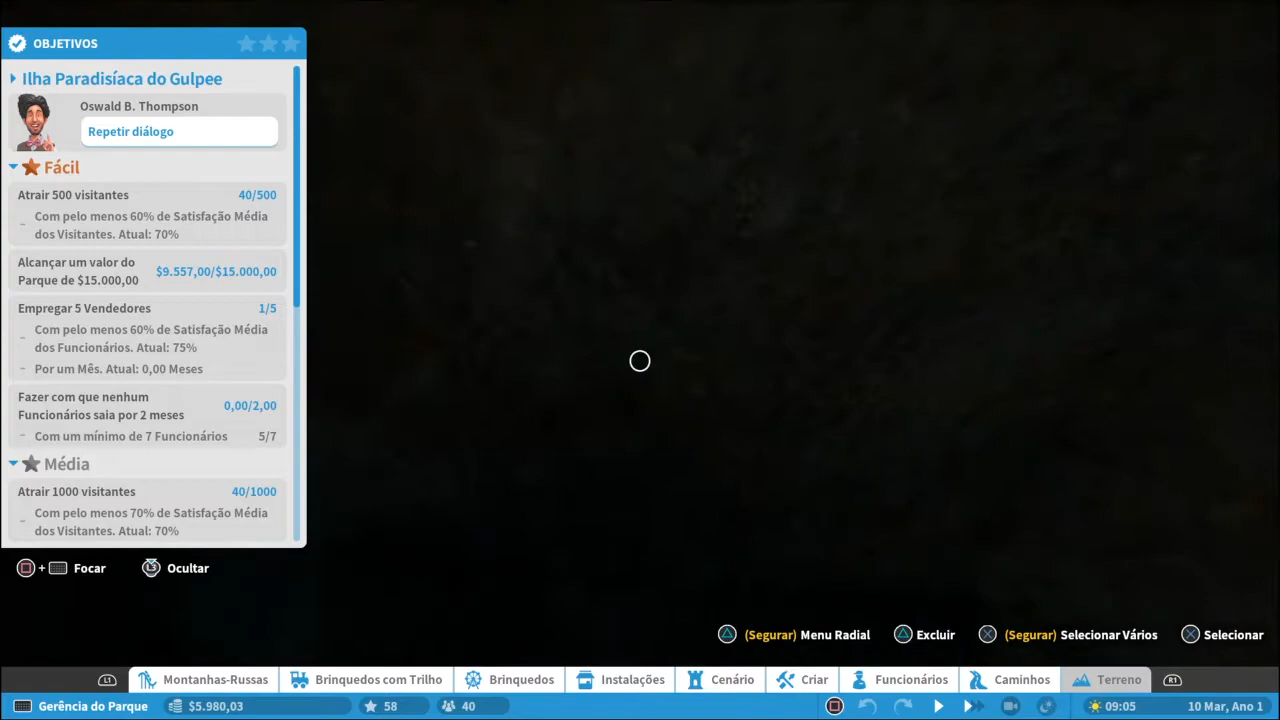 OBJETIVOS
Ilha Paradisíaca do Gulpee
Oswald B. Thompson
Repetir diálogo
Fácil
Atrair 500 visitantes 40/500
- Com pelo menos 60% de Satisfação Média
dos Visitantes. Atual: 70%
Alcançar um valor do
Parque de $15.000,00 $9.557,00/$15.000,00
Empregar 5 Vendedores 1/5
- Com pelo menos 60% de Satisfação Média
dos Funcionários. Atual: 75%
- Por um Mês. Atual: 0,00 Meses
Fazer com que nenhum
Funcionários saia por 2 meses 0,00/2,00
- Com um mínimo de 7 Funcionários 5/7
Média
Atrair 1000 visitantes 40/1000
- Com pelo menos 70% de Satisfação Média
dos Visitantes. Atual: 70%
+ Focar L3 Ocultar
(Segurar) Menu Radial Excluir (Segurar) Selecionar Vários Selecionar
L1 Montanhas-Russas Brinquedos com Trilho Brinquedos Instalações Cenário Criar Funcionários Caminhos Terreno R1
Gerência do Parque $5.980,03 58 40 09:05 10 Mar, Ano 1